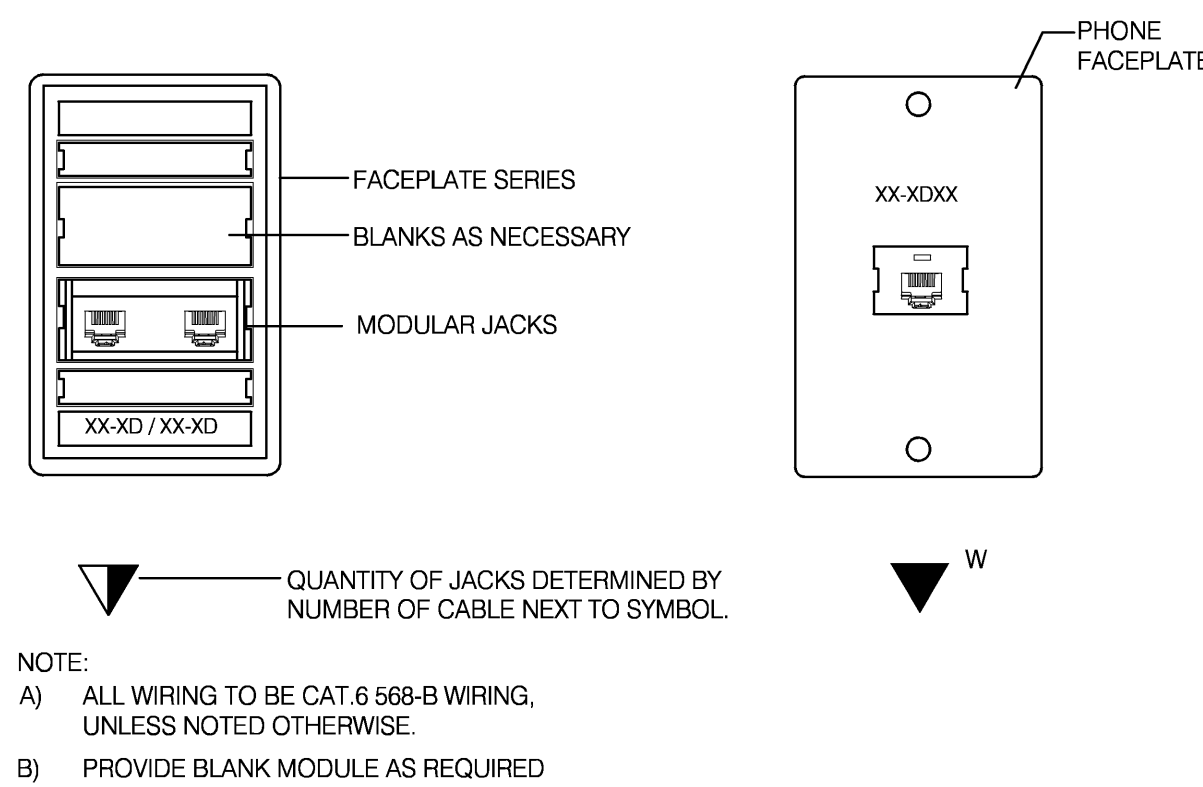 PHONE
FACEPLATE
FACEPLATE SERIES
BLANKS AS NECESSARY
MODULAR JACKS
XX-XD / XX-XD
XX-XDXX
QUANTITY OF JACKS DETERMINED BY
NUMBER OF CABLE NEXT TO SYMBOL.
W
NOTE:
A) ALL WIRING TO BE CAT.6 568-B WIRING,
UNLESS NOTED OTHERWISE.
B) PROVIDE BLANK MODULE AS REQUIRED